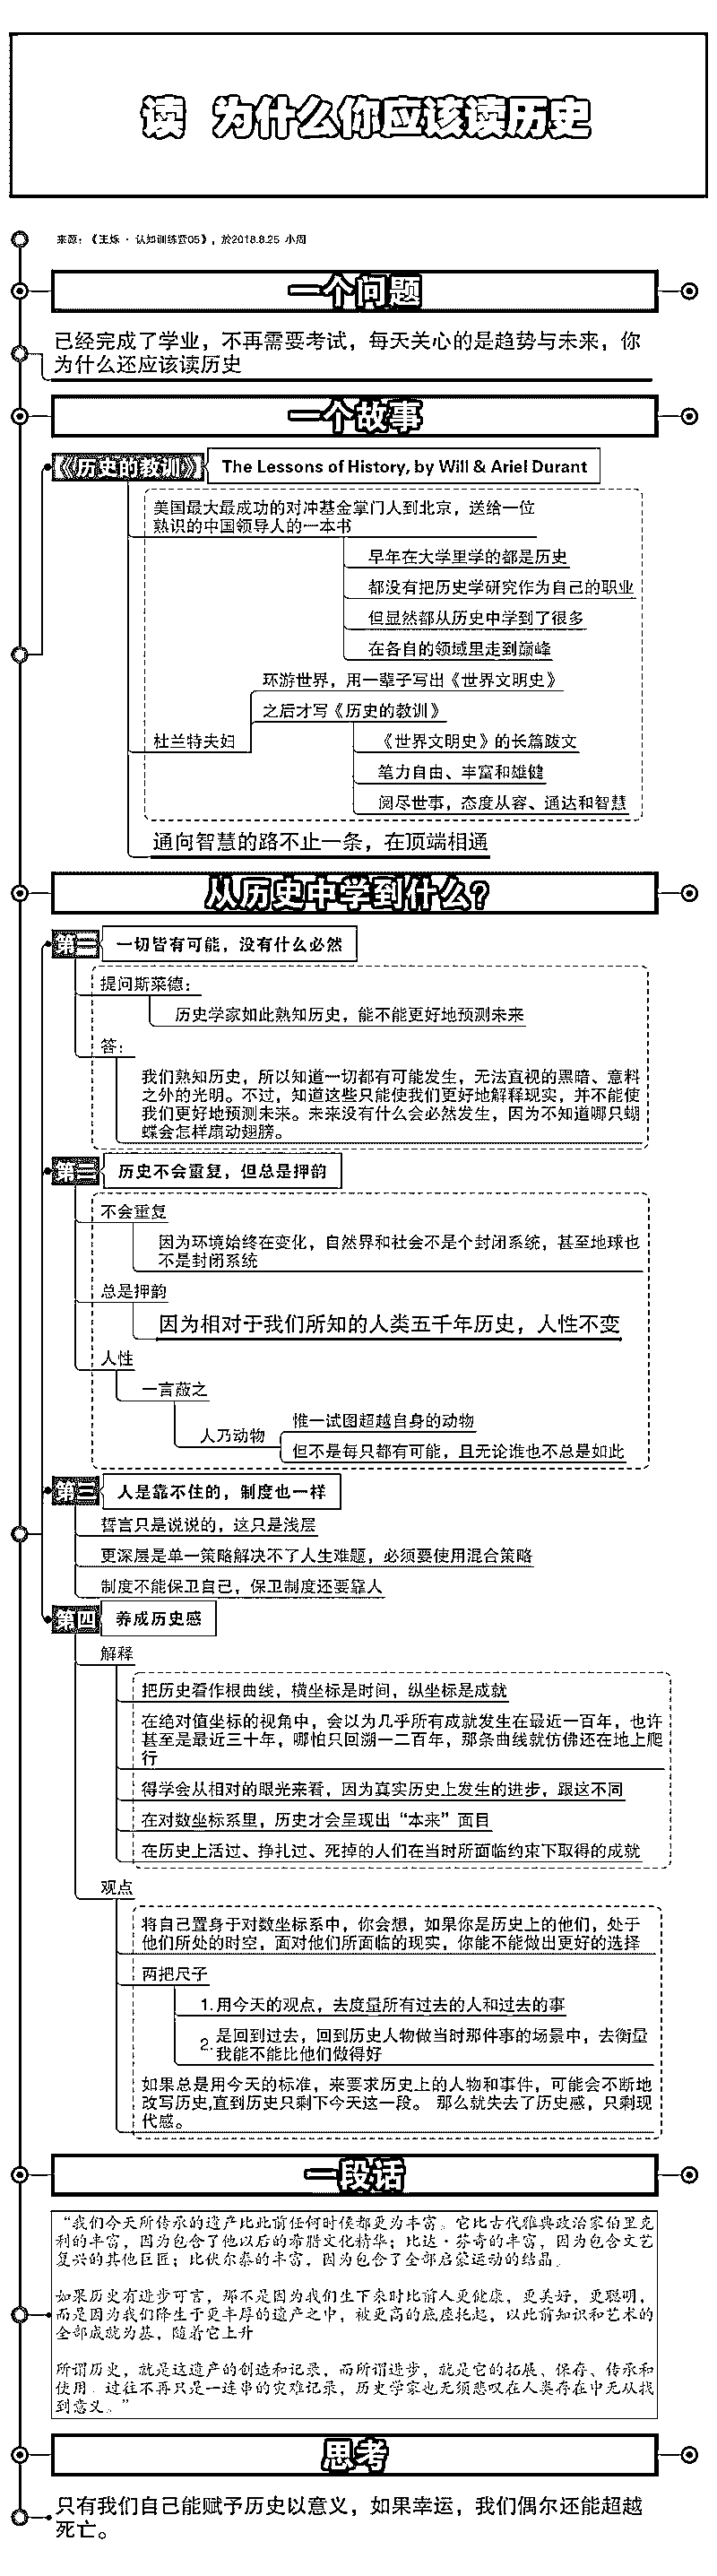 读 为什么你应该读历史
来源：《王烁·认知训练营05》，於2018.8.25 小周
一个问题
已经完成了学业，不再需要考试，每天关心的是趋势与未来，你
为什么还应该读历史
一个故事
《历史的教训》
The Lessons of History, by Will & Ariel Durant
美国最大最成功的对冲基金掌门人到北京，送给一位
熟识的中国领导人的一本书
早年在大学里学的都是历史
都没有把历史学研究作为自己的职业
但显然都从历史中学到了很多
在各自的领域里走到巅峰
杜兰特夫妇
环游世界，用一辈子写出《世界文明史》
之后才写《历史的教训》
《世界文明史》的长篇跋文
笔力自由、丰富和雄健
阅尽世事，态度从容、通达和智慧
通向智慧的路不止一条，在顶端相通
从历史中学到什么？
第一
一切皆有可能，没有什么必然
提问斯莱德：
历史学家如此熟知历史，能不能更好地预测未来
答：
我们熟知历史，所以知道一切都有可能发生，无法直视的黑暗、意料
之外的光明。不过，知道这些只能使我们更好地解释现实，并不能使
我们更好地预测未来。未来没有什么会必然发生，因为不知道哪只蝴
蝶会怎样扇动翅膀。
第二
历史不会重复，但总是押韵
不会重复
因为环境始终在变化，自然界和社会不是个封闭系统，甚至地球也
不是封闭系统
总是押韵
因为相对于我们所知的人类五千年历史，人性不变
人性
一言蔽之
人乃动物
惟一试图超越自身的动物
但不是每只都有可能，且无论谁也不总是如此
第三
人是靠不住的，制度也一样
誓言只是说说的，这只是浅层
更深层是单一策略解决不了人生难题，必须要使用混合策略
制度不能保卫自己，保卫制度还要靠人
第四
养成历史感
解释
把历史看作根曲线，横坐标是时间，纵坐标是成就
在绝对值坐标的视角中，会以为几乎所有成就发生在最近一百年，也许
甚至是最近三十年，哪怕只回溯一二百年，那条曲线就仿佛还在地上爬
行
得学会从相对的眼光来看，因为真实历史上发生的进步，跟这不同
在对数坐标系里，历史才会呈现出“本来”面目
在历史上活过、挣扎过、死掉的人们在当时所面临约束下取得的成就
观点
将自己置身于对数坐标系中，你会想，如果你是历史上的他们，处于
他们所处的时空，面对他们所面临的现实，你能不能做出更好的选择
两把尺子
1. 用今天的观点，去度量所有过去的人和过去的事
2. 是回到过去，回到历史人物做当时那件事的场景中，去衡量
我能不能比他们做得好
如果总是用今天的标准，来要求历史上的人物和事件，可能会不断地
改写历史,直到历史只剩下今天这一段。 那么就失去了历史感，只剩现
代感。
一段话
“我们今天所传承的遗产比此前任何时候都更为丰富。它比古代雅典政治家伯里克
利的丰富，因为包含了他以后的希腊文化精华；比达·芬奇的丰富，因为包含文艺
复兴的其他巨匠；比伏尔泰的丰富，因为包含了全部启蒙运动的结晶。
如果历史有进步可言，那不是因为我们生下来时比前人更健康，更美好，更聪明，
而是因为我们降生于更丰厚的遗产之中，被更高的底座托起，以此前知识和艺术的
全部成就为基，随着它上升
所谓历史，就是这遗产的创造和记录，而所谓进步，就是它的拓展、保存、传承和
使用。过往不再只是一连串的灾难记录，历史学家也无须悲叹在人类存在中无从找
到意义。”
思考
只有我们自己能赋予历史以意义，如果幸运，我们偶尔还能超越
死亡。